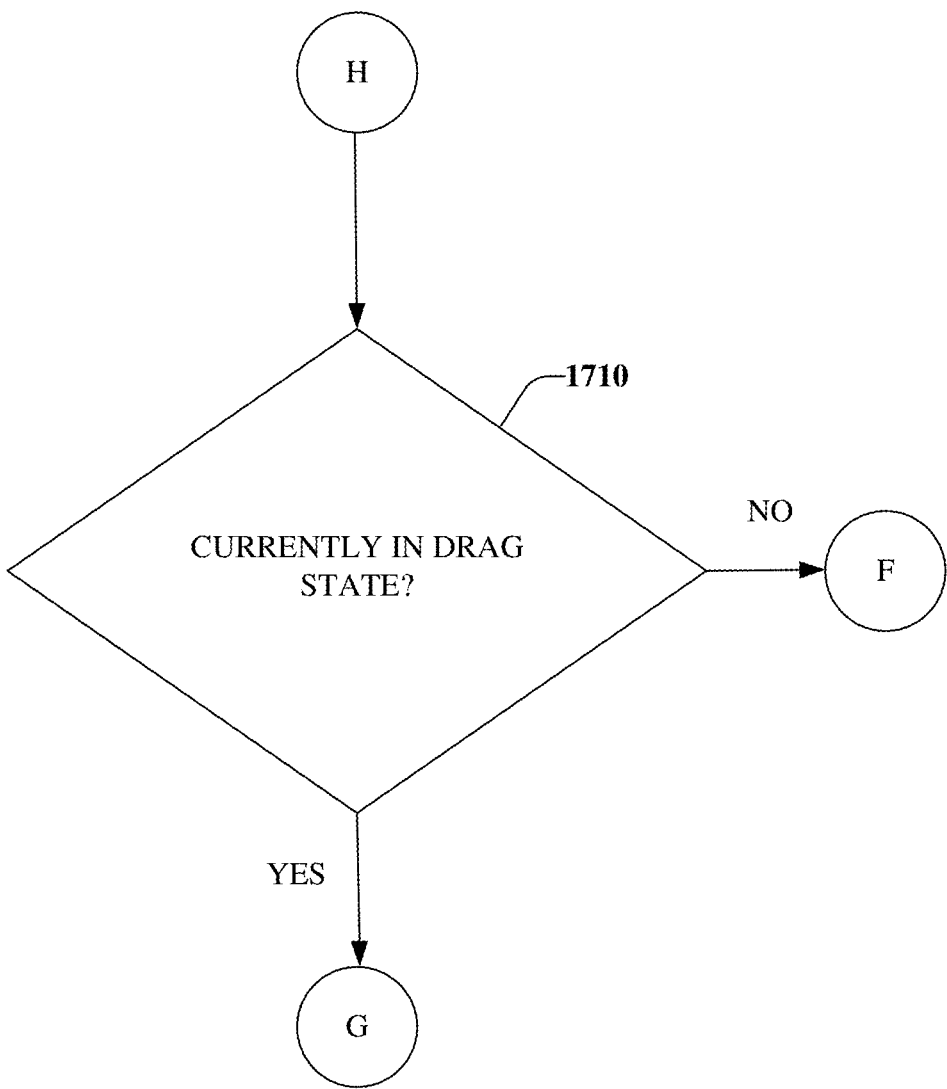 H
1710
NO
CURRENTLY IN DRAG
STATE?
F
YES
G